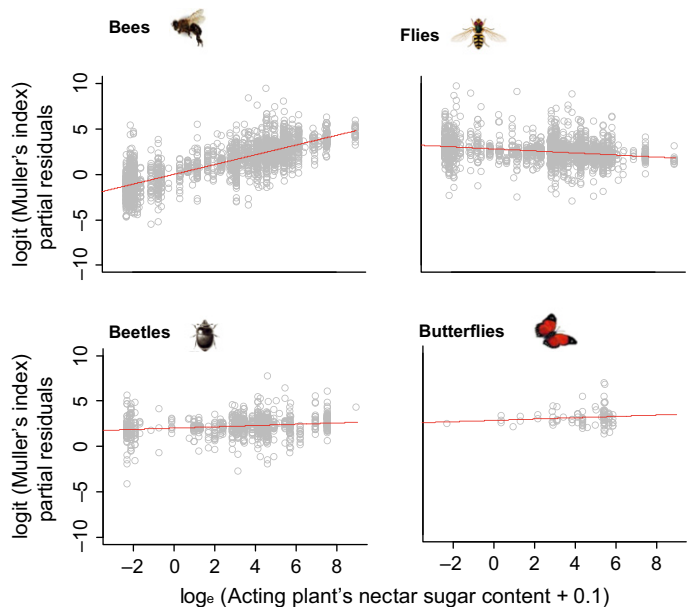 Bees
Flies
logit (Muller's index)
partial residuals
10
5
0
−5
−10
Beetles
Butterflies
logit (Muller's index)
partial residuals
10
5
0
−5
−10
−2 0 2 4 6 8
−2 0 2 4 6 8
logₑ (Acting plant's nectar sugar content + 0.1)